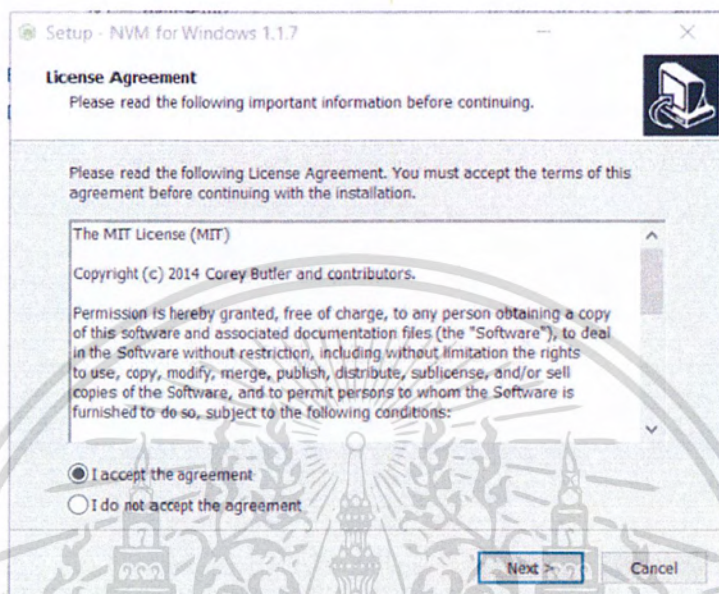 Setup - NVM for Windows 1.1.7
License Agreement
Please read the following important information before continuing.
Please read the following License Agreement. You must accept the terms of this
agreement before continuing with the installation.
The MIT License (MIT)
Copyright (c) 2014 Corey Butler and contributors.
Permission is hereby granted, free of charge, to any person obtaining a copy
of this software and associated documentation files (the "Software"), to deal
in the Software without restriction, including without limitation the rights
to use, copy, modify, merge, publish, distribute, sublicense, and/or sell
copies of the Software, and to permit persons to whom the Software is
furnished to do so, subject to the following conditions:
I accept the agreement
I do not accept the agreement
Next >
Cancel